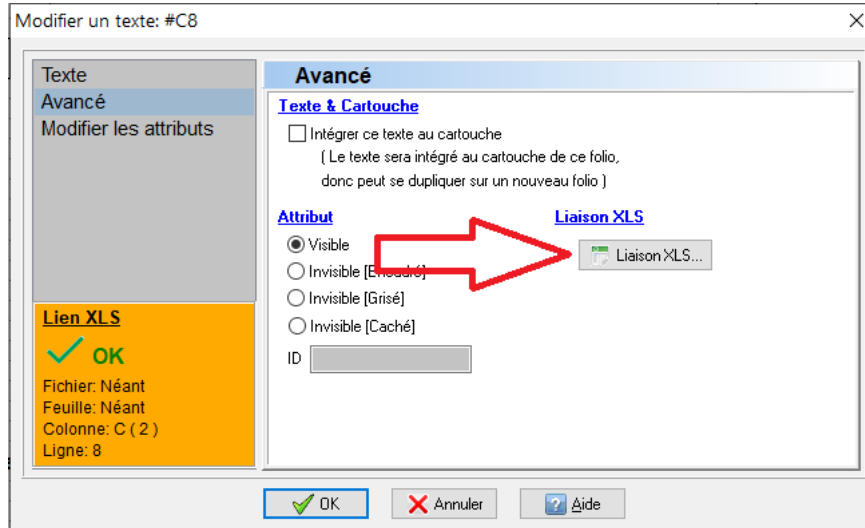 Modifier un texte: #C8
Texte
Avancé
Modifier les attributs
Lien XLS
OK
Fichier: Néant
Feuille: Néant
Colonne: C ( 2 )
Ligne: 8
Avancé
Texte & Cartouche
Intégrer ce texte au cartouche
( Le texte sera intégré au cartouche de ce folio,
donc peut se dupliquer sur un nouveau folio )
Attribut
Visible
Invisible [Encadré]
Invisible [Grisé]
Invisible [Caché]
ID
Liaison XLS
Liaison XLS...
OK
Annuler
Aide